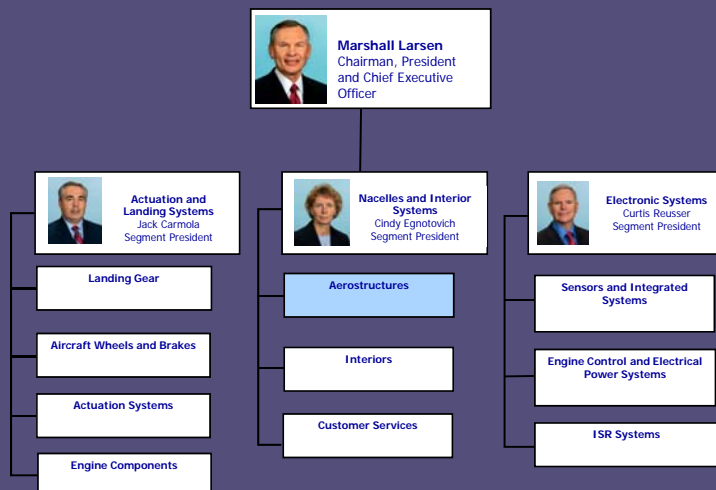 Marshall Larsen
Chairman, President
and Chief Executive
Officer
Actuation and
Landing Systems
Jack Carmola
Segment President
Landing Gear
Aircraft Wheels and Brakes
Actuation Systems
Engine Components
Nacelles and Interior
Systems
Cindy Egnotovich
Segment President
Aerostructures
Interiors
Customer Services
Electronic Systems
Curtis Reusser
Segment President
Sensors and Integrated
Systems
Engine Control and Electrical
Power Systems
ISR Systems